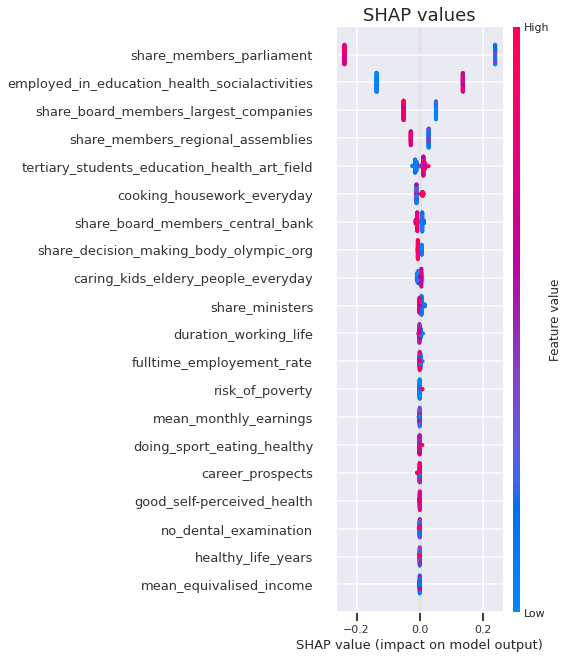 SHAP values
High
share_members_parliament
employed_in_education_health_socialactivities
share_board_members_largest_companies
share_members_regional_assemblies
tertiary_students_education_health_art_field
cooking_housework_everyday
share_board_members_central_bank
share_decision_making_body_olympic_org
caring_kids_eldery_people_everyday
share_ministers
duration_working_life
fulltime_employement_rate
risk_of_poverty
mean_monthly_earnings
doing_sport_eating_healthy
career_prospects
good_self-perceived_health
no_dental_examination
healthy_life_years
mean_equivalised_income
Feature value
Low
−0.2 0.0 0.2
SHAP value (impact on model output)